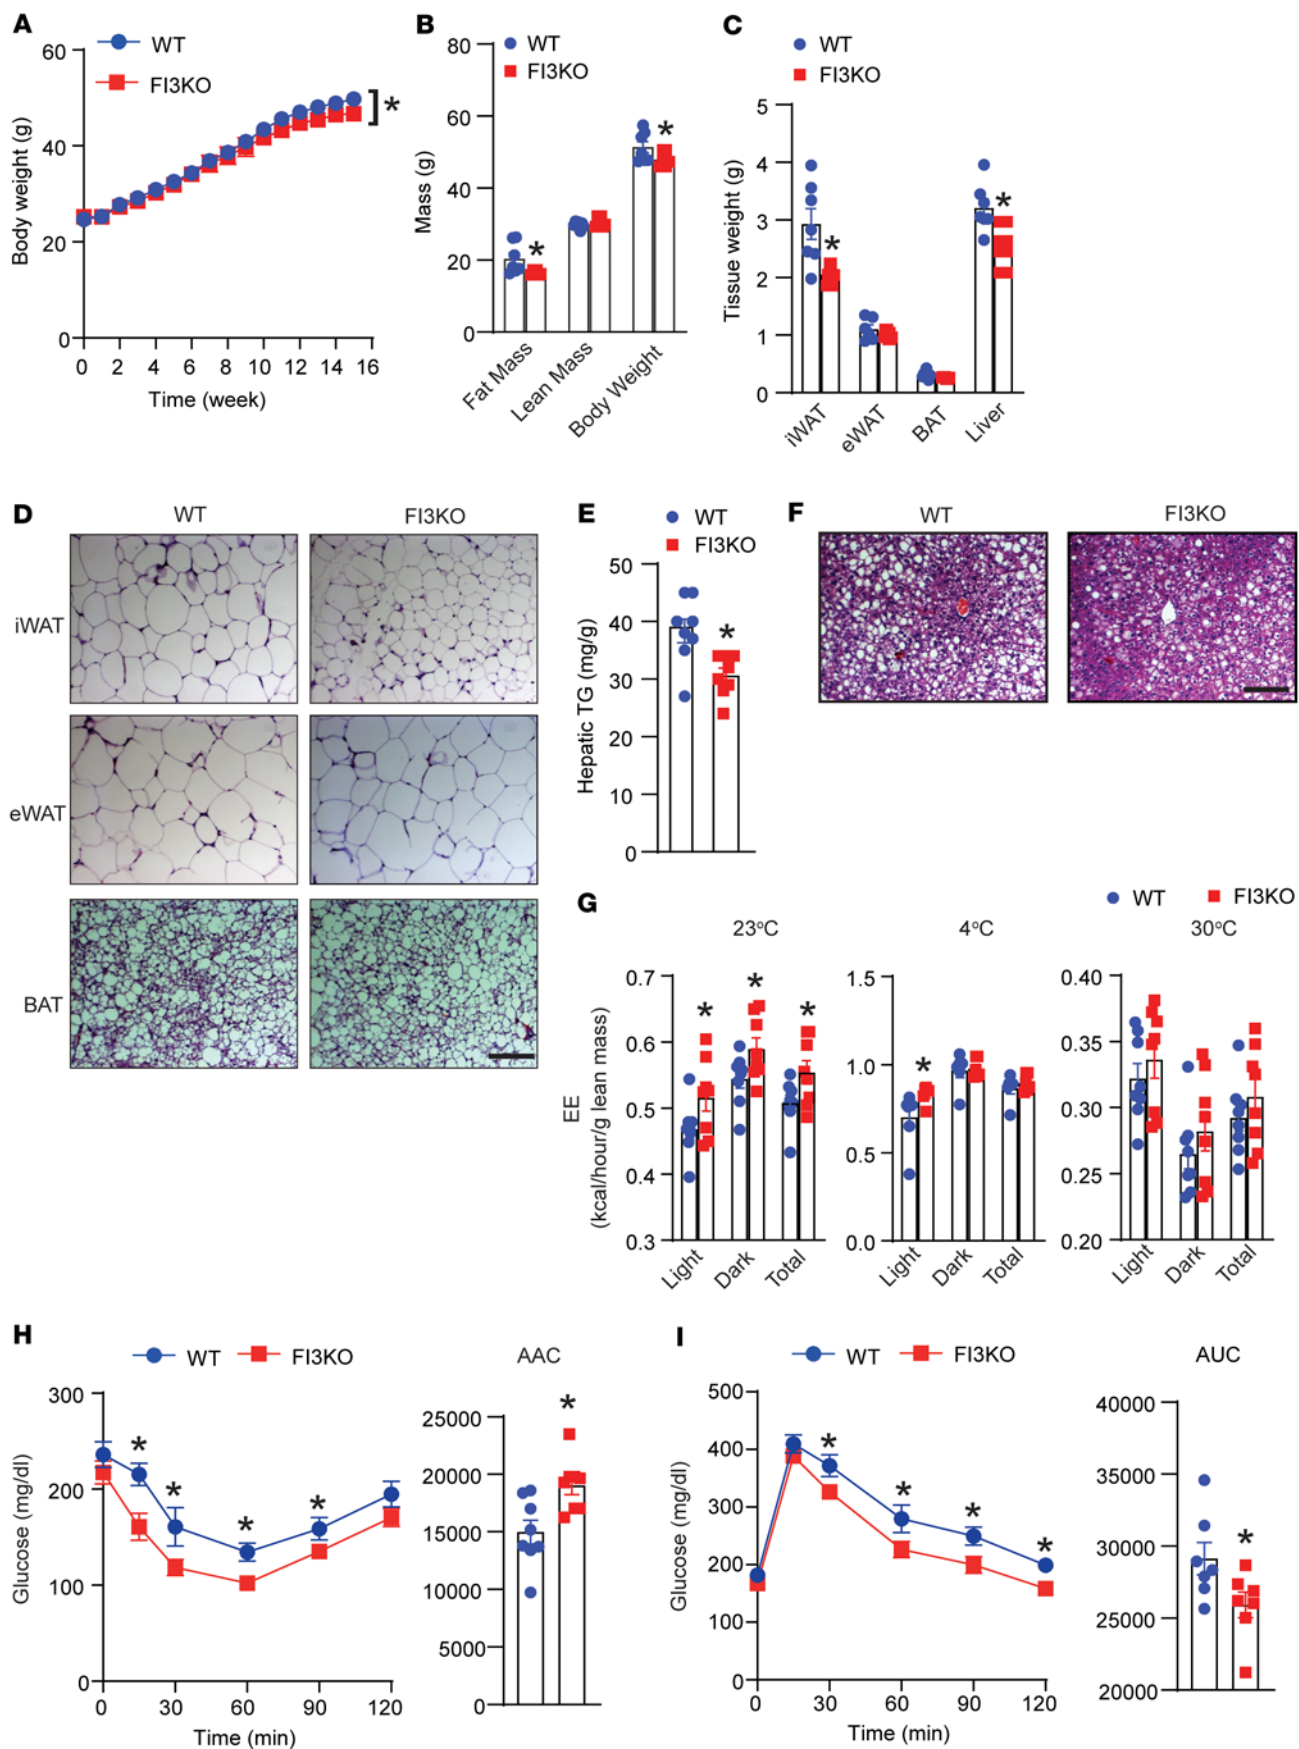 A
WT
FI3KO
Body weight (g)
60
40
20
0
*
0 2 4 6 8 10 12 14 16
Time (week)
B
WT
FI3KO
Mass (g)
80
60
40
20
0
*
*
Fat Mass
Lean Mass
Body Weight
C
WT
FI3KO
Tissue weight (g)
5
4
3
2
1
0
*
*
iWAT
eWAT
BAT
Liver
D
WT FI3KO
iWAT
eWAT
BAT
E
WT
FI3KO
Hepatic TG (mg/g)
50
40
30
20
10
0
*
F
WT FI3KO
G
WT FI3KO
EE
(kcal/hour/g lean mass)
23°C
0.7
0.6
0.5
0.4
0.3
* * *
Light
Dark
Total
4°C
1.5
1.0
0.5
0.0
*
Light
Dark
Total
30°C
0.40
0.35
0.30
0.25
0.20
Light
Dark
Total
H
WT FI3KO
Glucose (mg/dl)
300
200
100
0
* * * *
0 30 60 90 120
Time (min)
AAC
25000
20000
15000
10000
5000
0
*
I
WT FI3KO
Glucose (mg/dl)
500
400
300
200
100
0
* * * *
0 30 60 90 120
Time (min)
AUC
40000
35000
30000
25000
20000
*